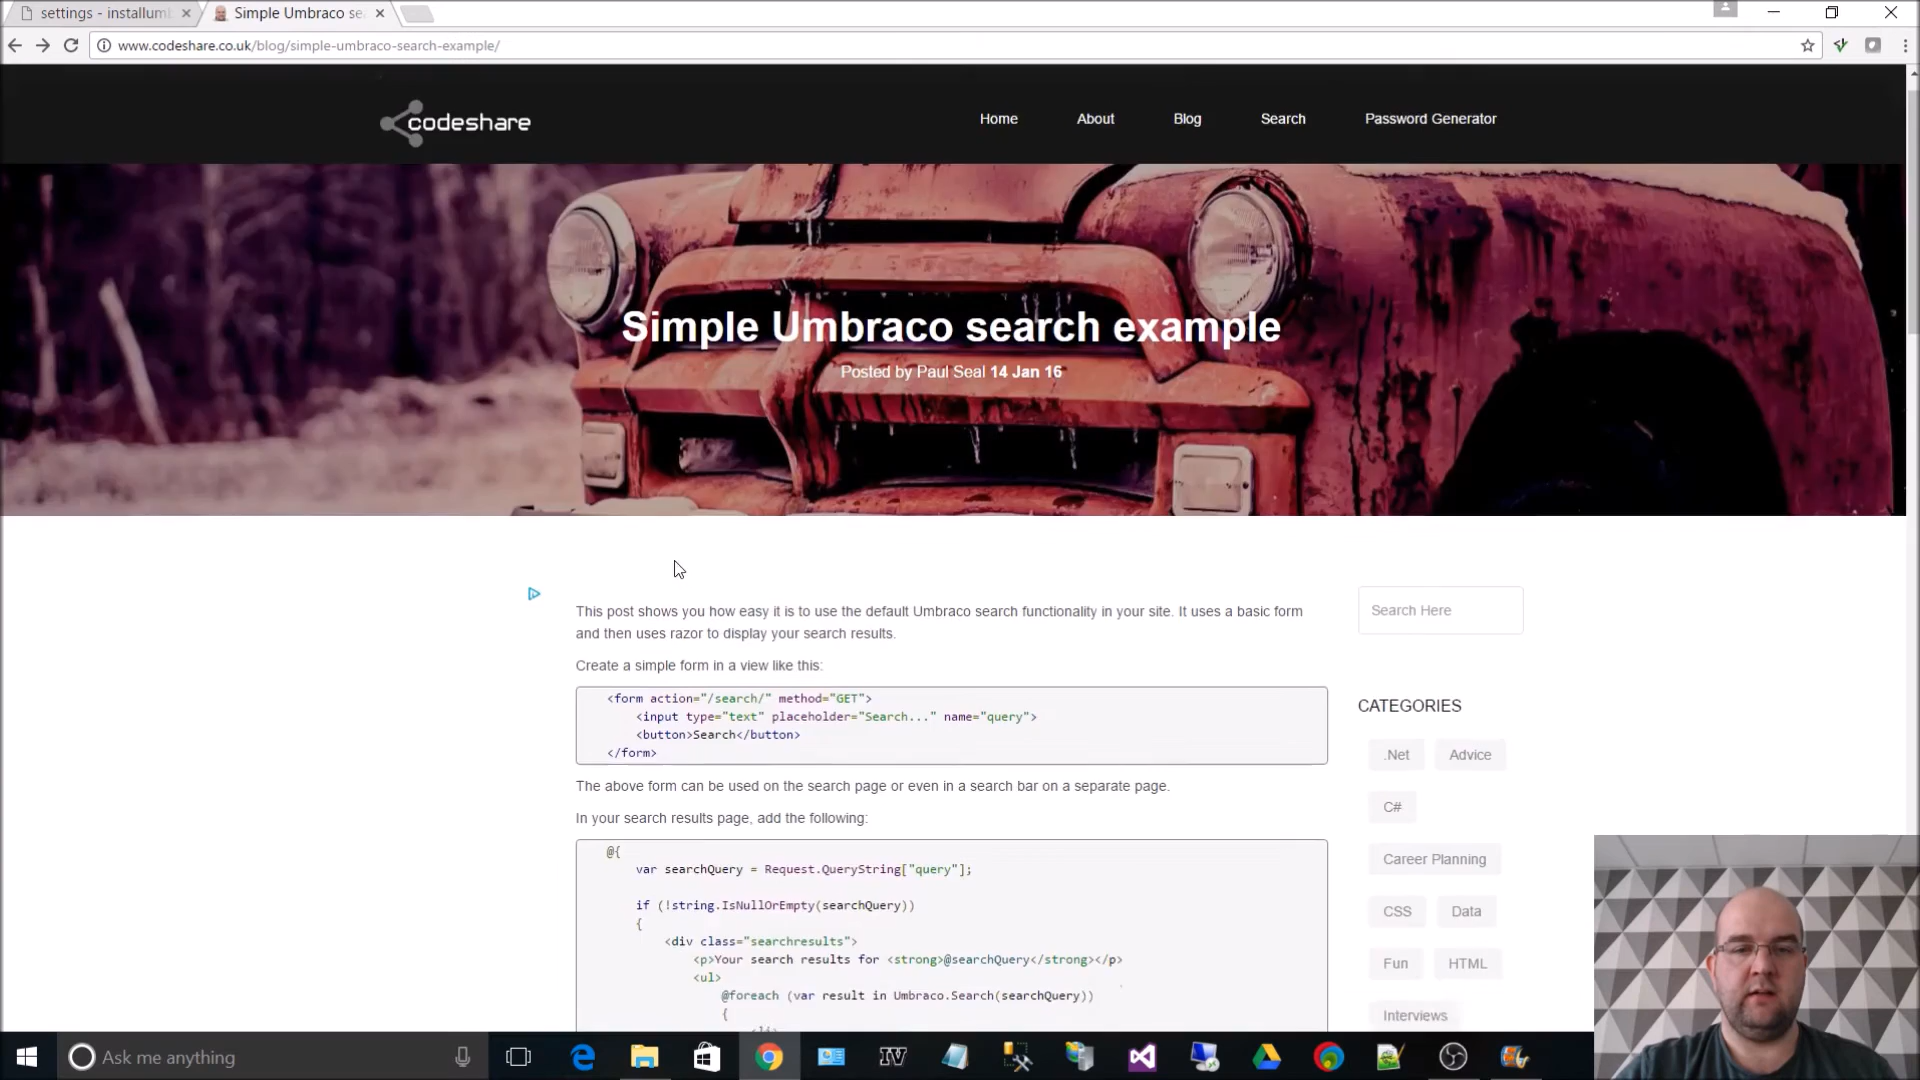 settings - installumb
Simple Umbraco se
www.codeshare.co.uk/blog/simple-umbraco-search-example/
codeshare
Home
About
Blog
Search
Password Generator
Simple Umbraco search example
Posted by Paul Seal 14 Jan 16
This post shows you how easy it is to use the default Umbraco search functionality in your site. It uses a basic form
and then uses razor to display your search results.
Create a simple form in a view like this:
<form action="/search/" method="GET">
<input type="text" placeholder="Search..." name="query">
<button>Search</button>
</form>
The above form can be used on the search page or even in a search bar on a separate page.
In your search results page, add the following:
@{
var searchQuery = Request.QueryString["query"];
if (!string.IsNullOrEmpty(searchQuery))
{
<div class="searchresults">
<p>Your search results for <strong>@searchQuery</strong></p>
<ul>
@foreach (var result in Umbraco.Search(searchQuery))
{
Search Here
CATEGORIES
.Net
Advice
C#
Career Planning
CSS
Data
Fun
HTML
Interviews
Ask me anything
IV